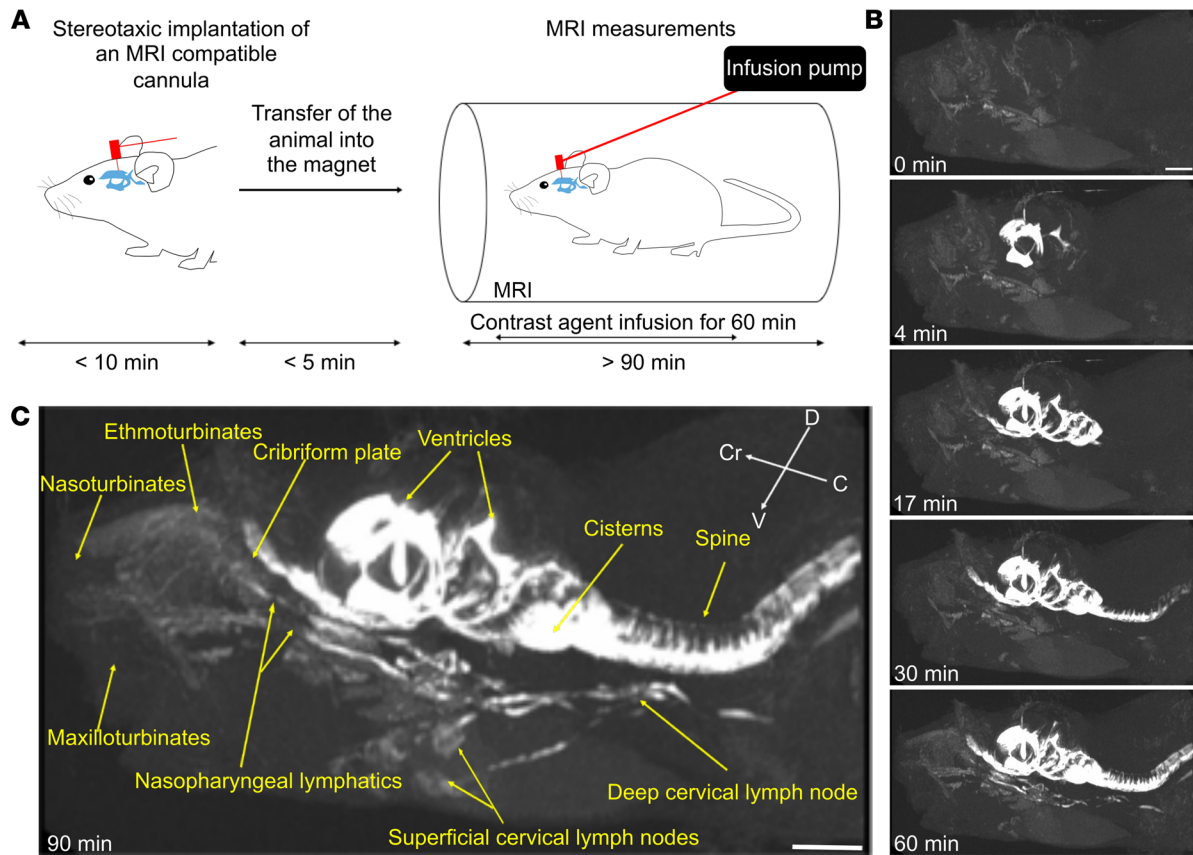 A
Stereotaxic implantation of
an MRI compatible
cannula
Transfer of the
animal into
the magnet
MRI measurements
Infusion pump
MRI
Contrast agent infusion for 60 min
< 10 min
< 5 min
> 90 min
B
0 min
4 min
17 min
30 min
60 min
C
Ethmoturbinates
Cribriform plate
Ventricles
D
Cr
C
V
Nasoturbinates
Cisterns
Spine
Maxilloturbinates
Nasopharyngeal lymphatics
Deep cervical lymph node
Superficial cervical lymph nodes
90 min